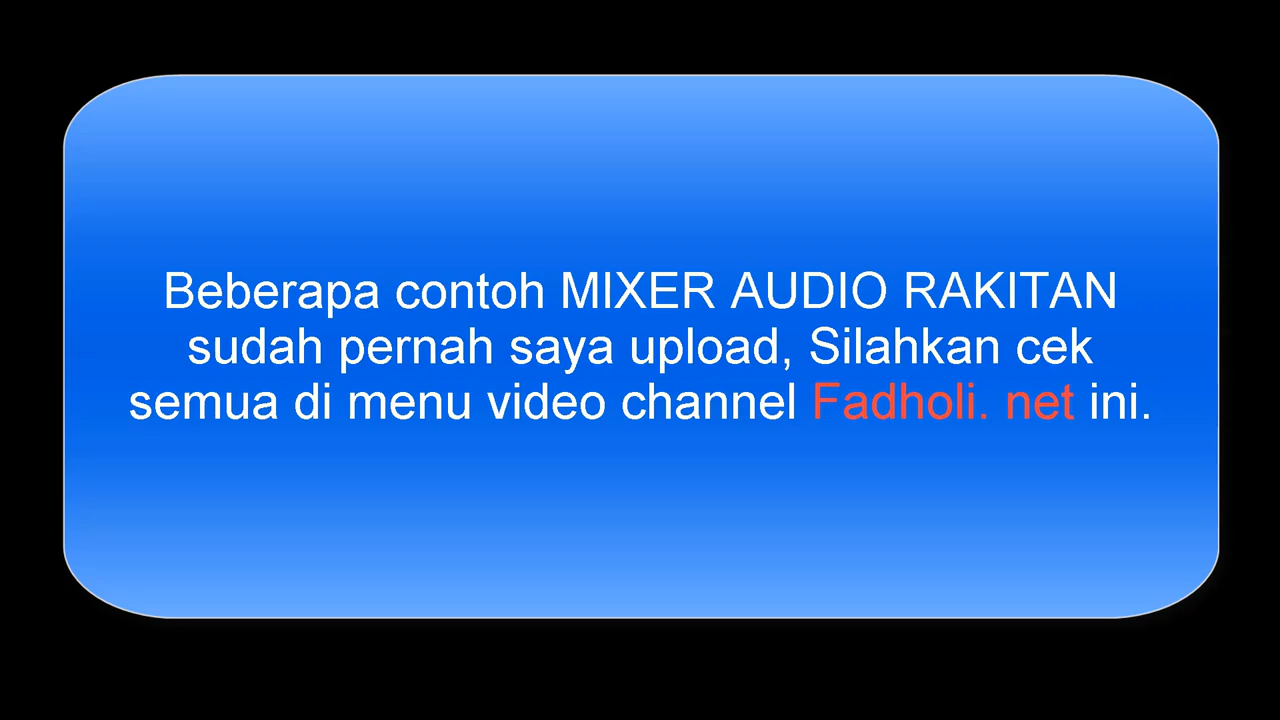 Beberapa contoh MIXER AUDIO RAKITAN
sudah pernah saya upload, Silahkan cek
semua di menu video channel Fadholi. net ini.